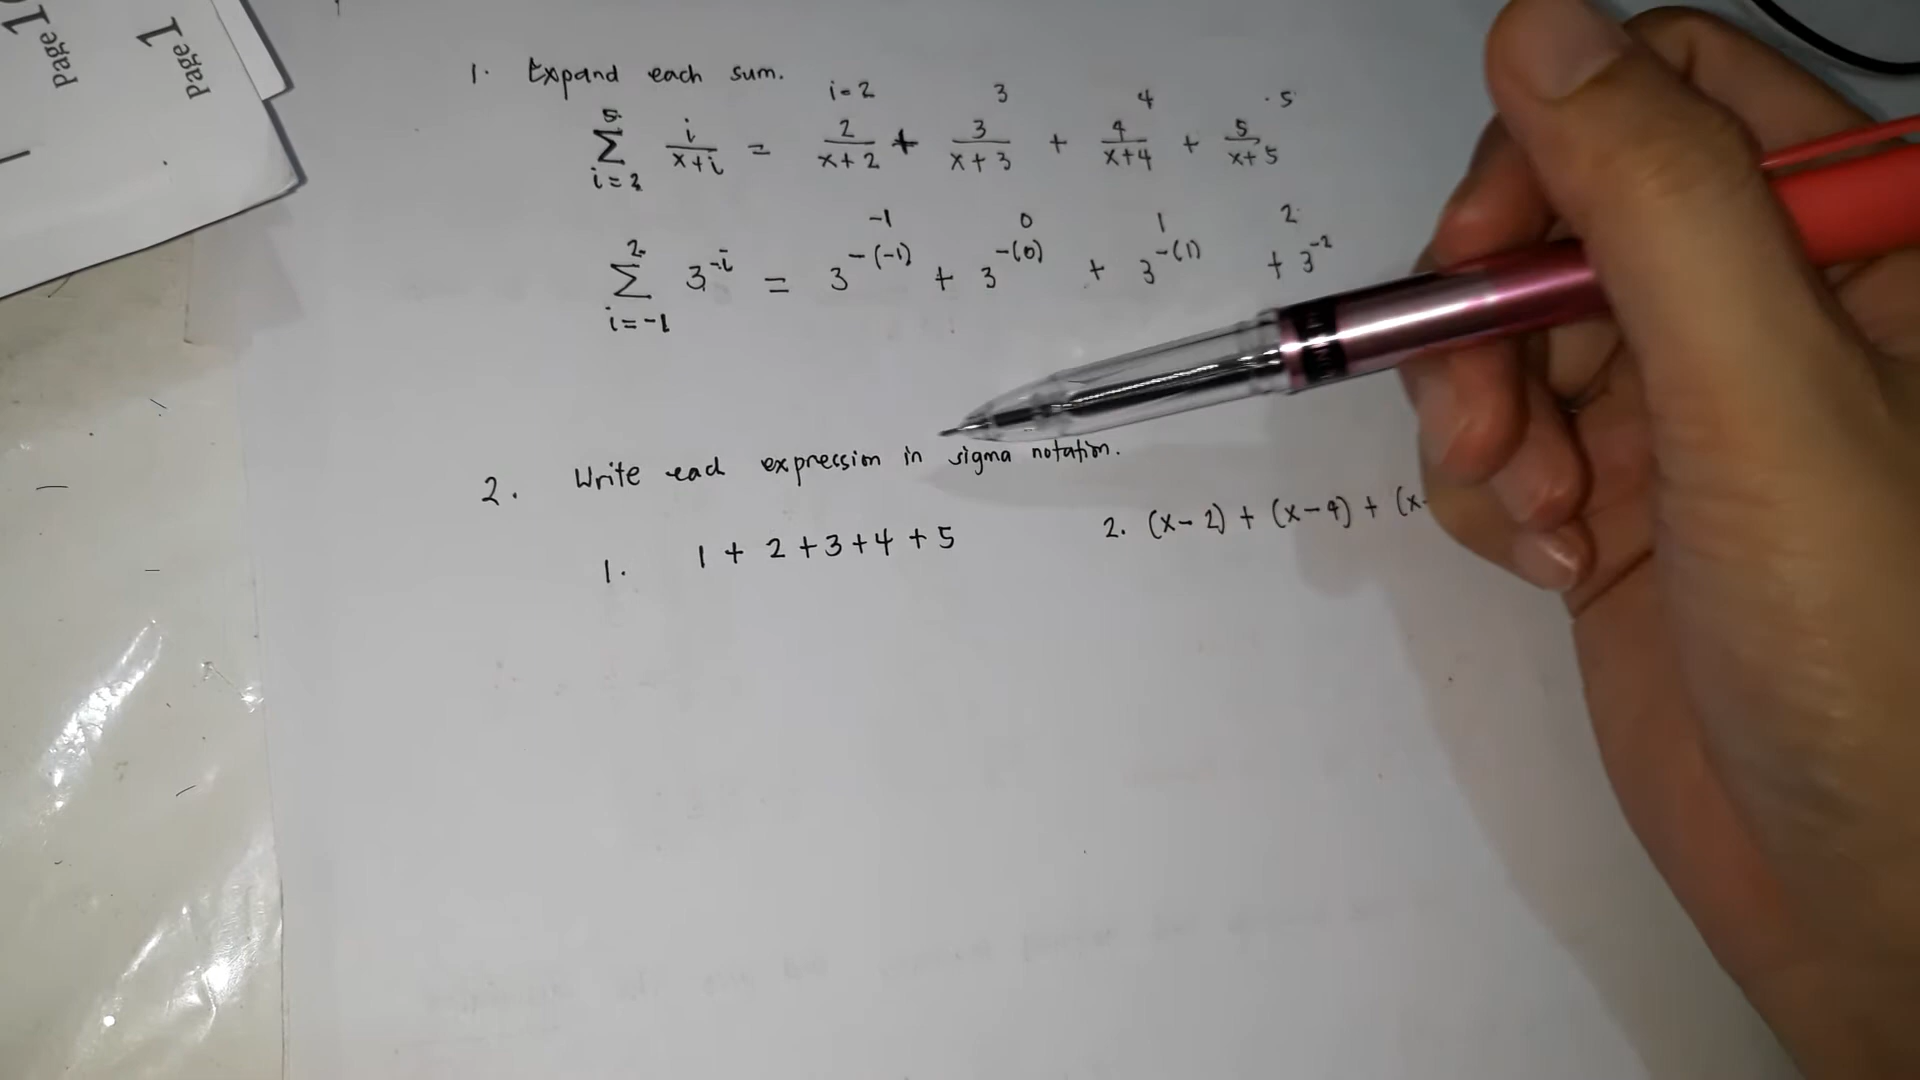 Page 1
Page 1
1. Expand each sum.
i=2 3 4 5
5 ∑ i=2 i/(x+i) = 2/(x+2) + 3/(x+3) + 4/(x+4) + 5/(x+5)
-1 0 1 2
2 ∑ i=-1 3^-i = 3^-(-1) + 3^-(0) + 3^-(1) + 3^-2
2. Write each expression in sigma notation.
1. 1 + 2 + 3 + 4 + 5
2. (x-2) + (x-4) + (x-